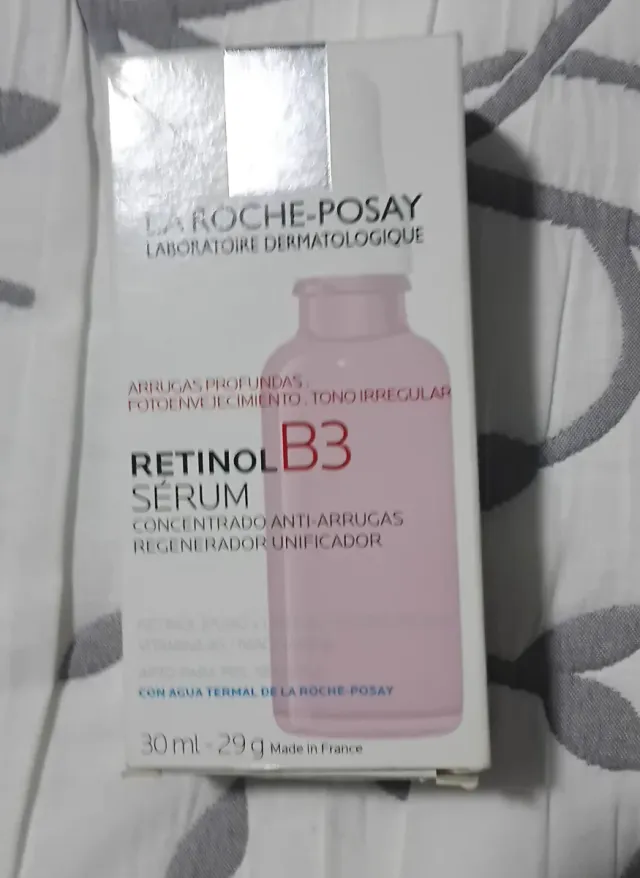 LA ROCHE-POSAY
LABORATOIRE DERMATOLOGIQUE
ARRUGAS PROFUNDAS.
FOTOENVEJECIMIENTO. TONO IRREGULAR
RETINOL B3
SÉRUM
CONCENTRADO ANTI-ARRUGAS
REGENERADOR UNIFICADOR
CON AGUA TERMAL DE LA ROCHE-POSAY
30 ml - 29 g Made in France